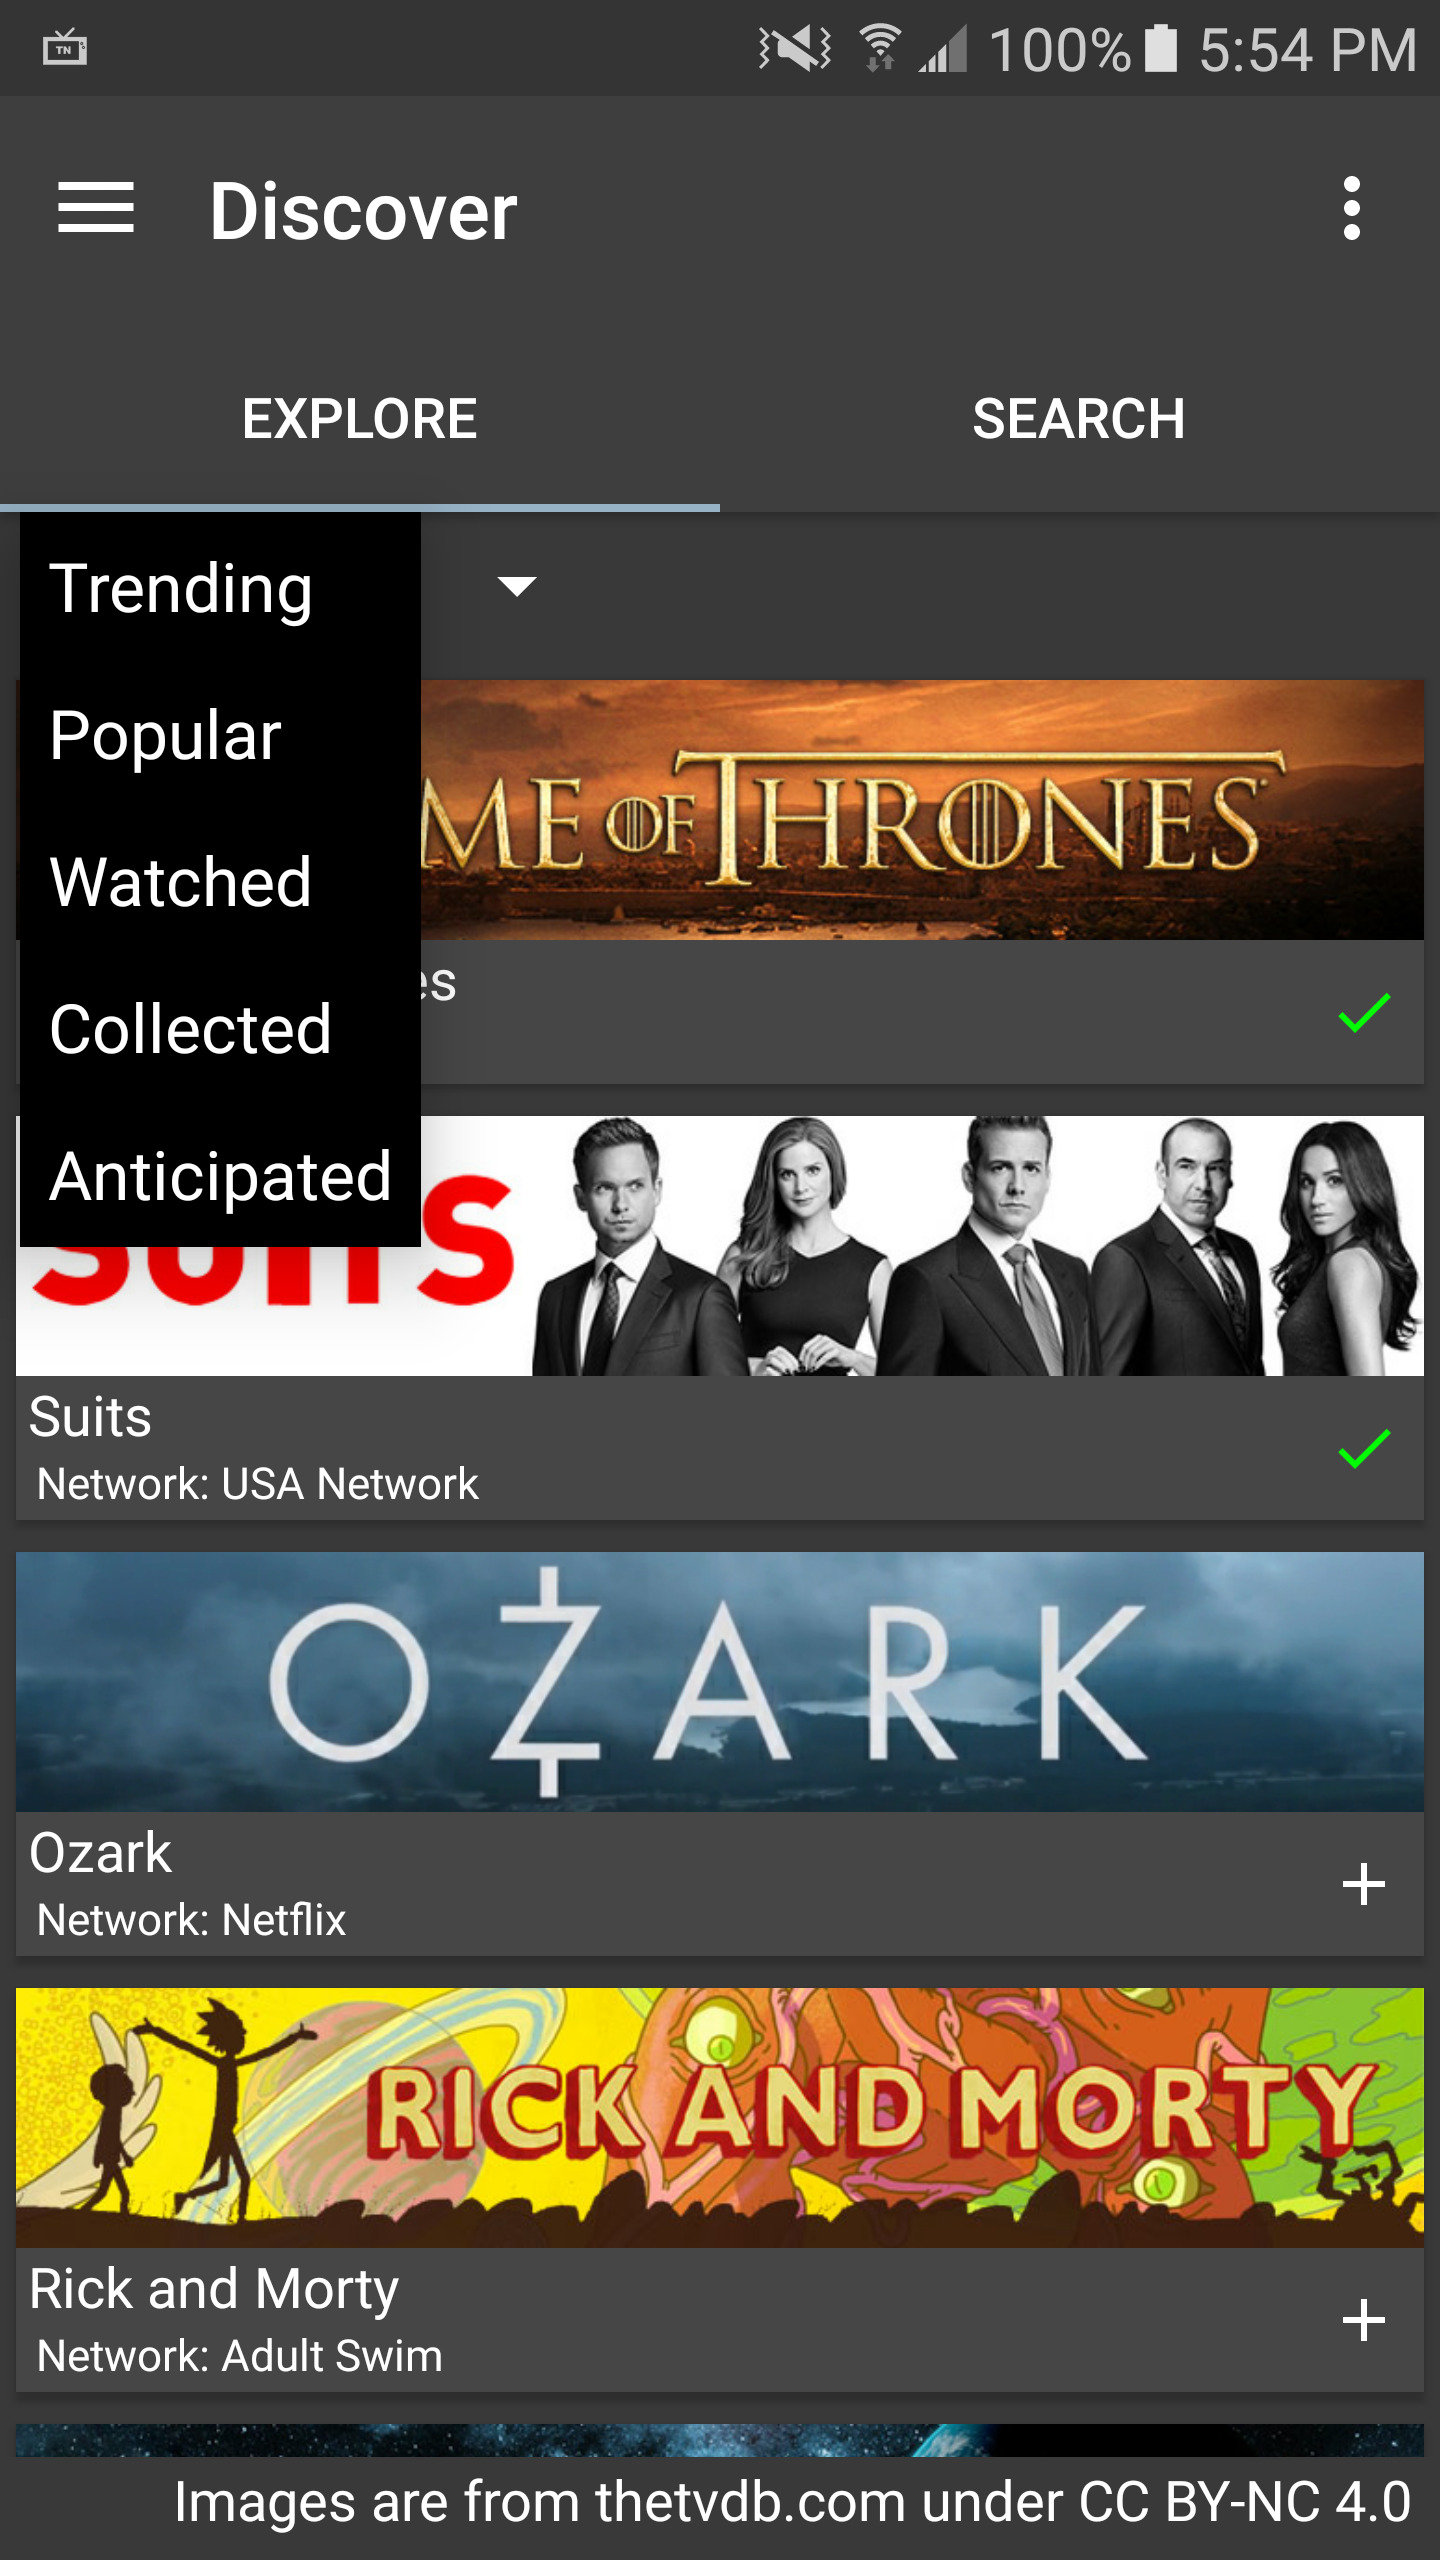 TN
100% 5:54 PM
Discover
EXPLORE
SEARCH
Trending
Popular
Watched
Collected
Anticipated
ME OF THRONES
es
SUITS
Suits
Network: USA Network
OZARK
Ozark
Network: Netflix
RICK AND MORTY
Rick and Morty
Network: Adult Swim
Images are from thetvdb.com under CC BY-NC 4.0